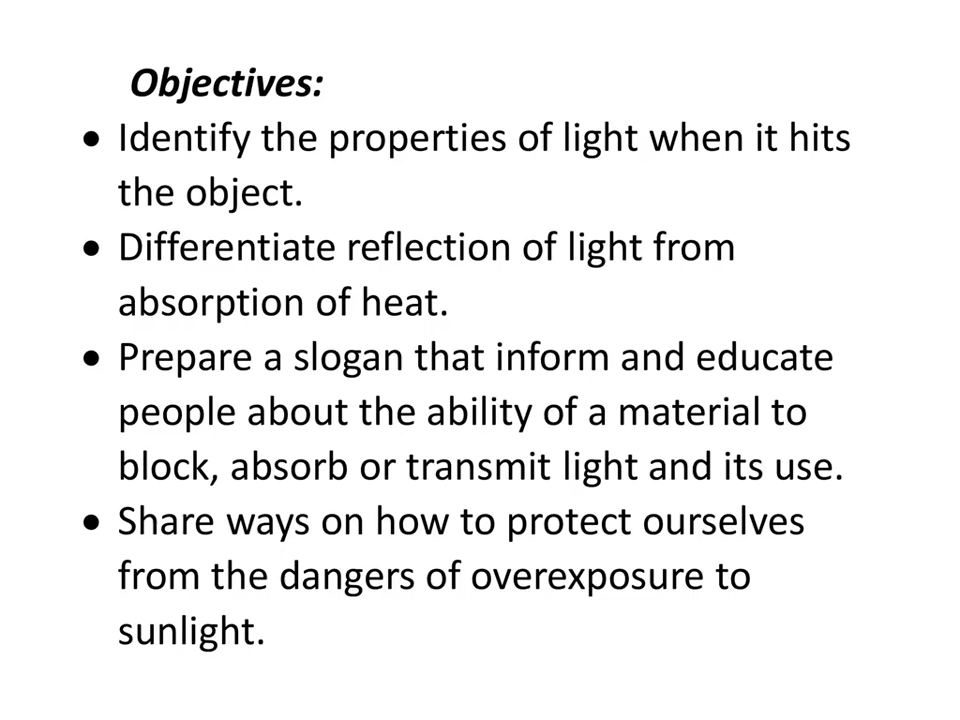 Objectives:
• Identify the properties of light when it hits
the object.
• Differentiate reflection of light from
absorption of heat.
• Prepare a slogan that inform and educate
people about the ability of a material to
block, absorb or transmit light and its use.
• Share ways on how to protect ourselves
from the dangers of overexposure to
sunlight.